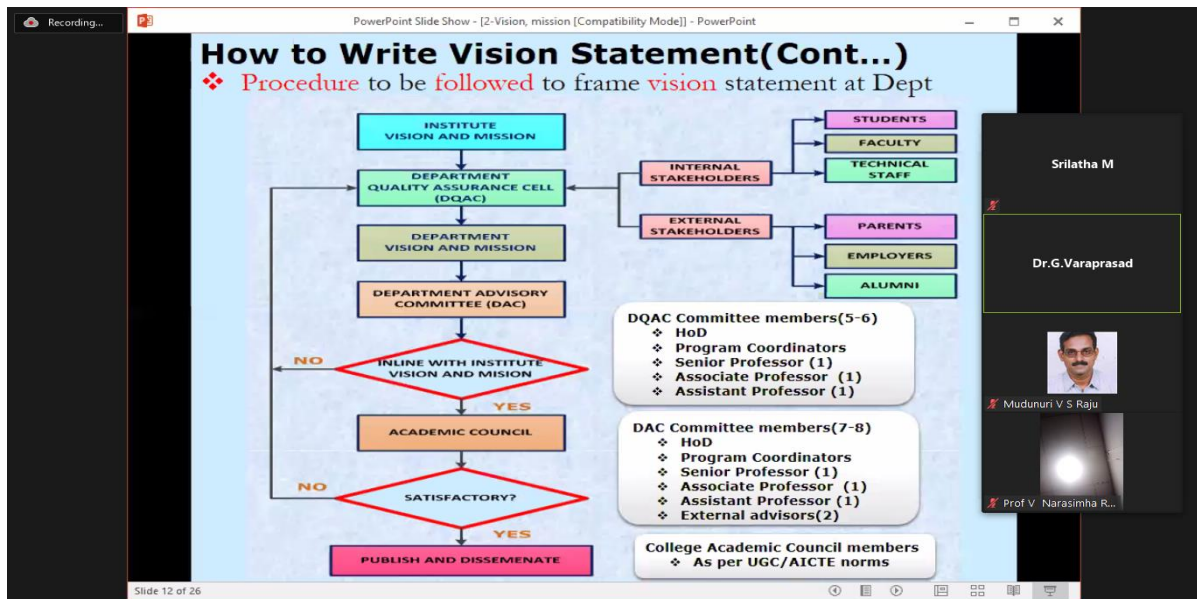 Recording...
PowerPoint Slide Show - [2-Vision, mission [Compatibility Mode]] - PowerPoint
How to Write Vision Statement(Cont...)
❖ Procedure to be followed to frame vision statement at Dept
INSTITUTE
VISION AND MISSION
DEPARTMENT
QUALITY ASSURANCE CELL
(DQAC)
DEPARTMENT
VISION AND MISSION
DEPARTMENT ADVISORY
COMMITTEE (DAC)
NO
INLINE WITH INSTITUTE
VISION AND MISION
YES
ACADEMIC COUNCIL
NO
SATISFACTORY?
YES
PUBLISH AND DISSEMENATE
INTERNAL
STAKEHOLDERS
STUDENTS
FACULTY
TECHNICAL
STAFF
EXTERNAL
STAKEHOLDERS
PARENTS
EMPLOYERS
ALUMNI
DQAC Committee members(5-6)
❖ HoD
❖ Program Coordinators
❖ Senior Professor (1)
❖ Associate Professor (1)
❖ Assistant Professor (1)
DAC Committee members(7-8)
❖ HoD
❖ Program Coordinators
❖ Senior Professor (1)
❖ Associate Professor (1)
❖ Assistant Professor (1)
❖ External advisors(2)
College Academic Council members
❖ As per UGC/AICTE norms
Srilatha M
Dr.G.Varaprasad
Mudunuri V S Raju
Prof V Narasimha R...
Slide 12 of 26